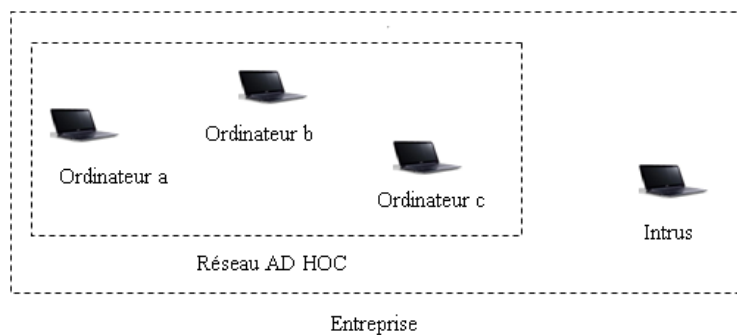 Ordinateur b
Ordinateur a
Ordinateur c
Intrus
Réseau AD HOC
Entreprise